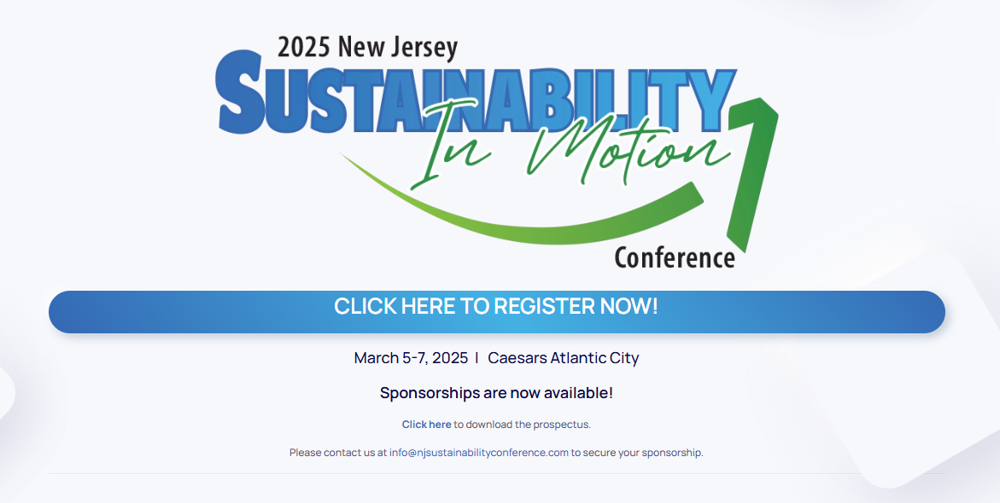 2025 New Jersey
SUSTAINABILITY
In Motion
Conference
CLICK HERE TO REGISTER NOW!
March 5-7, 2025 | Caesars Atlantic City
Sponsorships are now available!
Click here to download the prospectus.
Please contact us at info@njsustainabilityconference.com to secure your sponsorship.